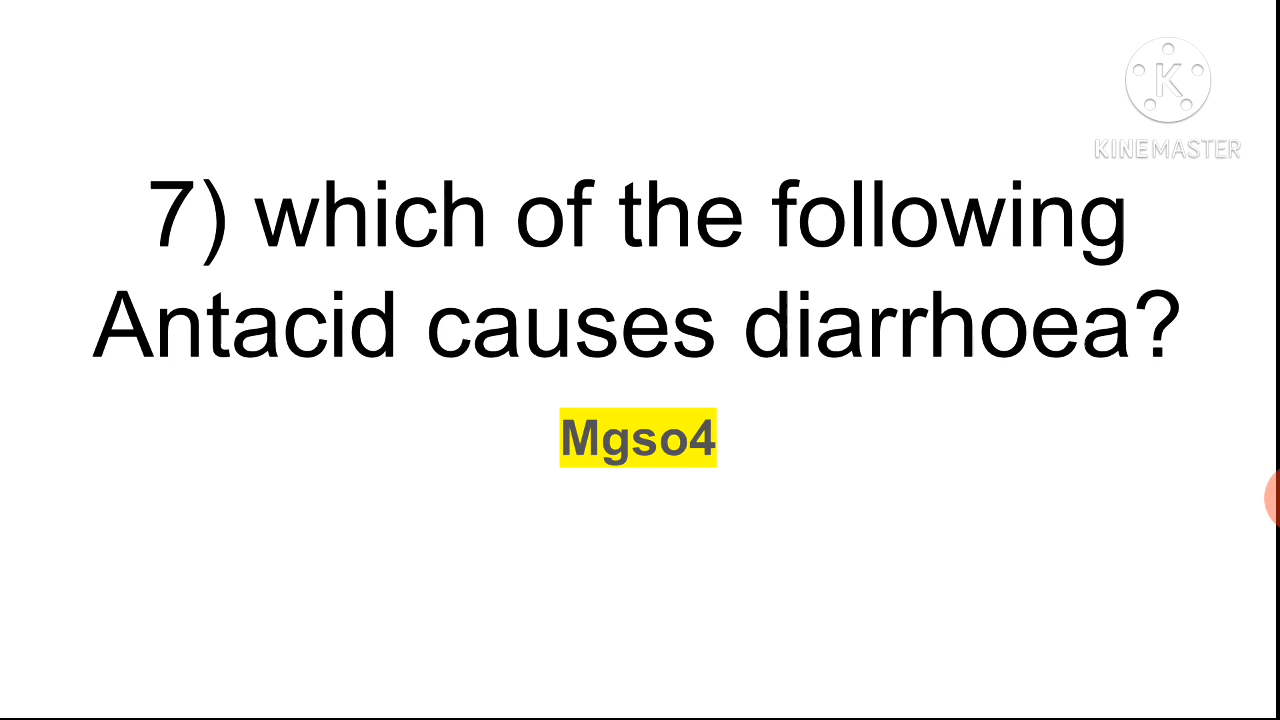 K
KINEMASTER
7) which of the following
Antacid causes diarrhoea?
Mgso4